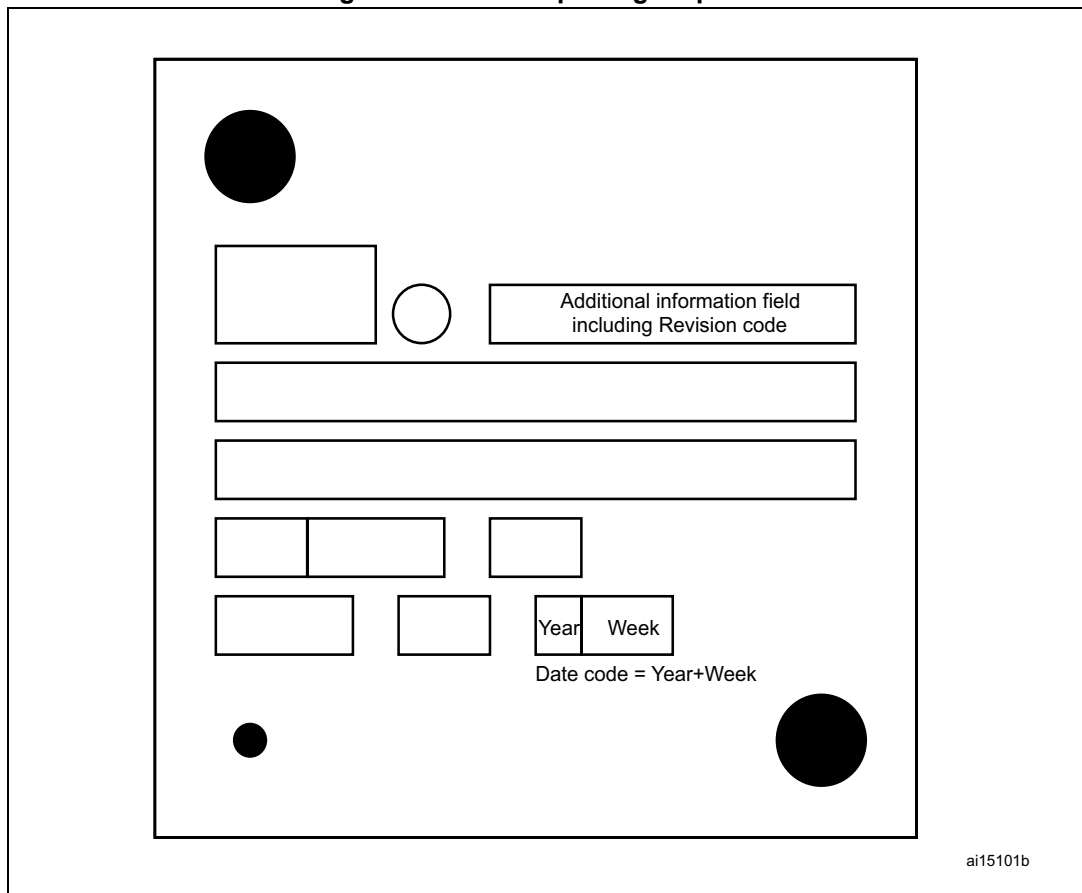 Additional information field
including Revision code
Year Week
Date code = Year+Week
ai15101b